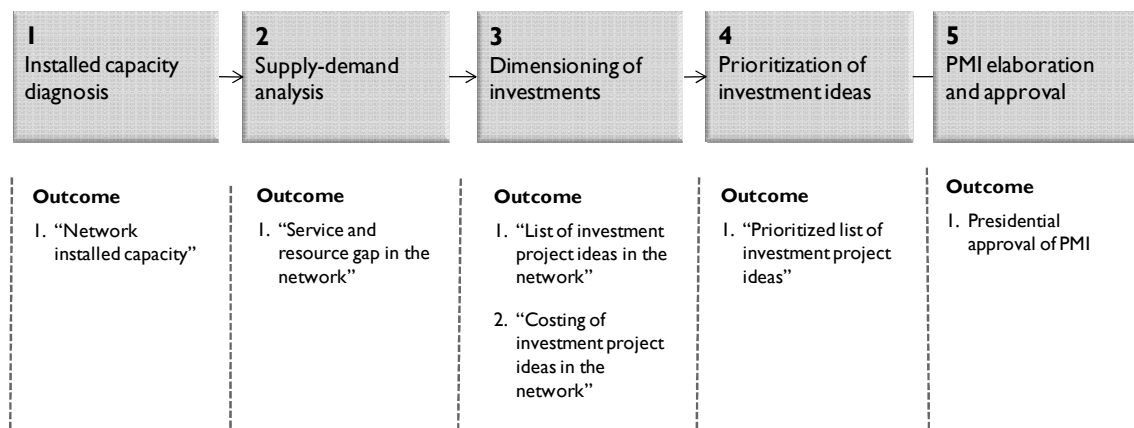 1
Installed capacity
diagnosis
2
Supply-demand
analysis
3
Dimensioning of
investments
4
Prioritization of
investment ideas
5
PMI elaboration
and approval
Outcome
1. “Network
installed capacity”
Outcome
1. “Service and
resource gap in the
network”
Outcome
1. “List of investment
project ideas in the
network”
2. “Costing of
investment project
ideas in the
network”
Outcome
1. “Prioritized list of
investment project
ideas”
Outcome
1. Presidential
approval of PMI